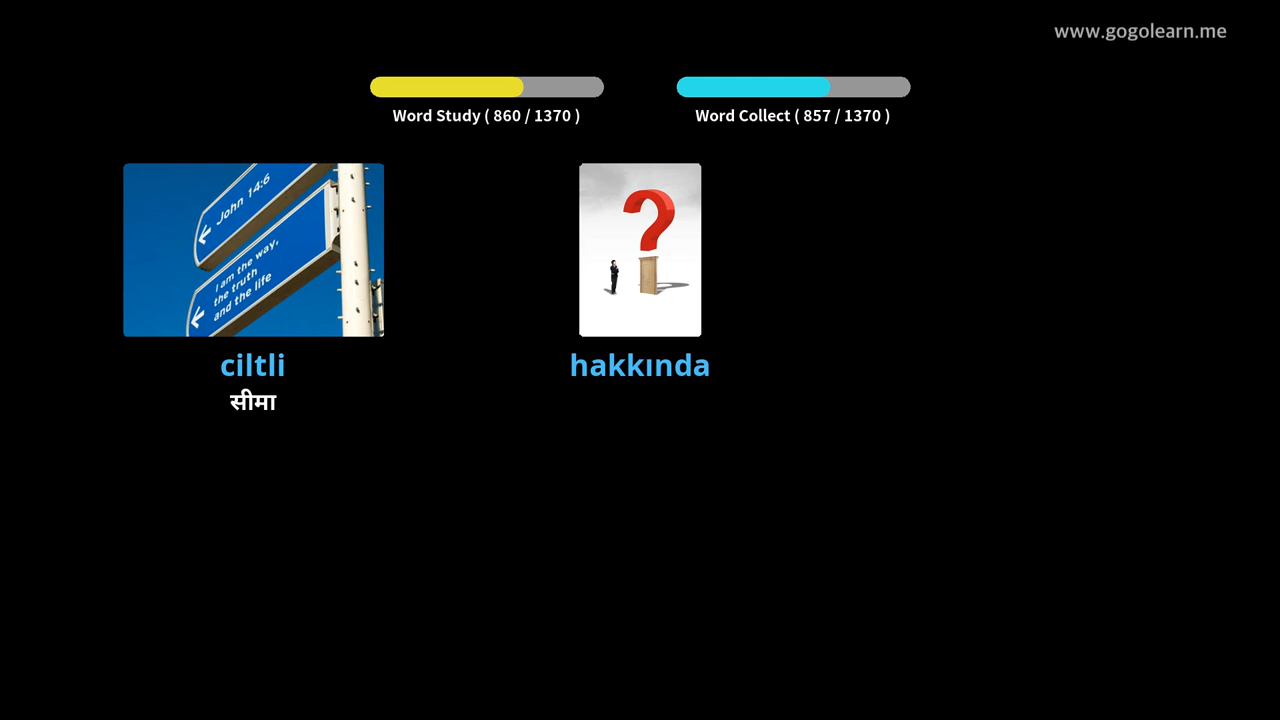 www.gogolearn.me
Word Study ( 860 / 1370 )
Word Collect ( 857 / 1370 )
John 14:6
I am the way,
the truth
and the life
ciltli
hakkında
सीमा